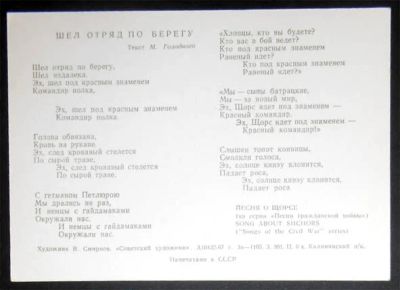 ШЕЛ ОТРЯД ПО БЕРЕГУ
Текст М. Голодного
Шел отряд по берегу,
Шел издалека.
Эх, шел под красным знаменем
Командир полка.
Эх, шел под красным знаменем
Командир полка.
Голова обвязана,
Кровь на рукаве.
Эх, след кровавый стелется
По сырой траве.
Эх, след кровавый стелется
По сырой траве.
С гетьманом Петлюрою
Мы дрались не раз,
И немцы с гайдамаками
Окружали нас.
И немцы с гайдамаками
Окружали нас.
«Хлопцы, кто вы будете?
Кто вас в бой ведет?
Кто под красным знаменем
Раненый идет?
Кто под красным знаменем
Раненый идет?»
«Мы — сыны батрацкие,
Мы — за новый мир,
Эх, Щорс идет под знаменем —
Красный командир.
Эх, Щорс идет под знаменем —
Красный командир!»
Слышен топот конницы,
Смолкли голоса,
Эх, солнце книзу клонится,
Падает роса,
Эх, солнце книзу клонится,
Падает роса.
ПЕСНЯ О ЩОРСЕ
(из серии «Песни гражданской войны»)
SONG ABOUT SHCHORS
("Songs of the Civil War" series)
Художник В. Смирнов. «Советский художник». п/к.
Напечатано в СССР